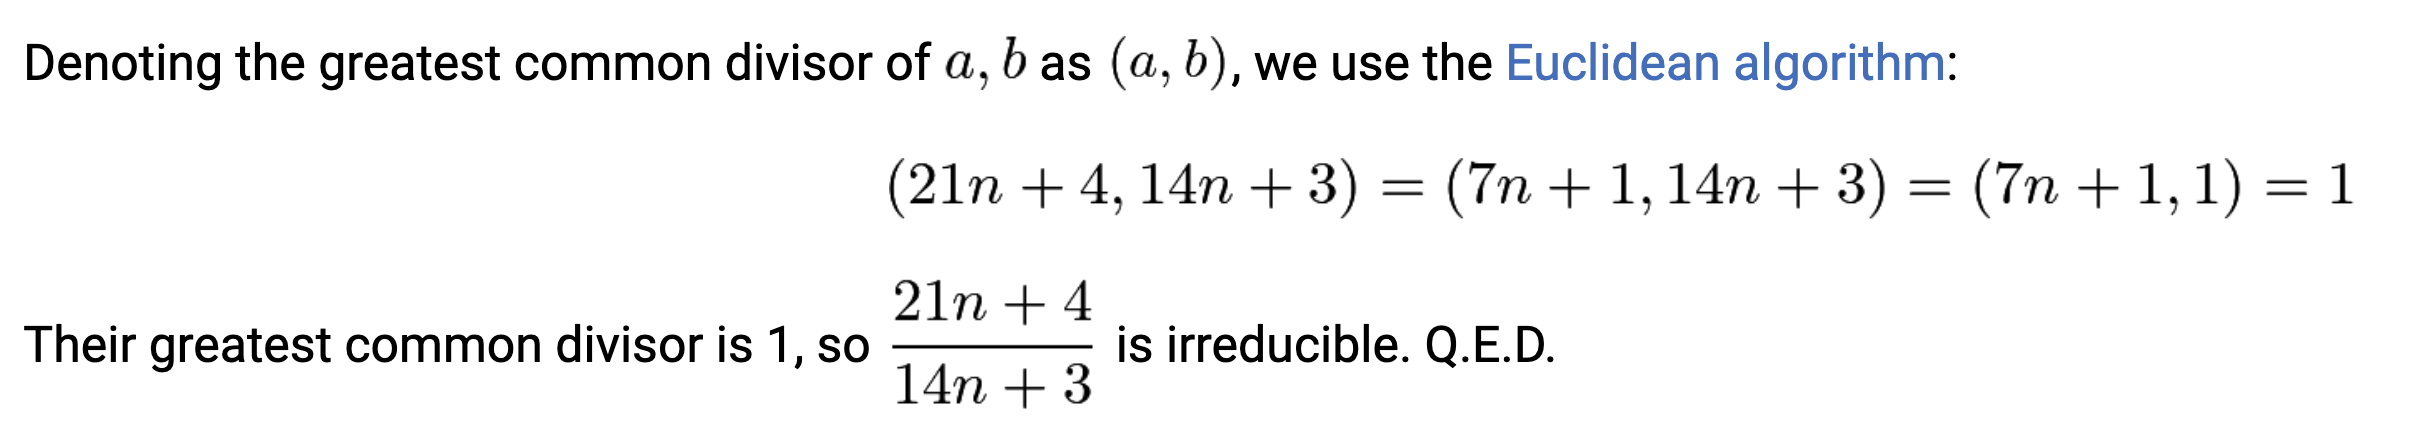 Denoting the greatest common divisor of a, b as (a, b), we use the Euclidean algorithm:
(21n + 4, 14n + 3) = (7n + 1, 14n + 3) = (7n + 1, 1) = 1
Their greatest common divisor is 1, so \frac{21n + 4}{14n + 3} is irreducible. Q.E.D.